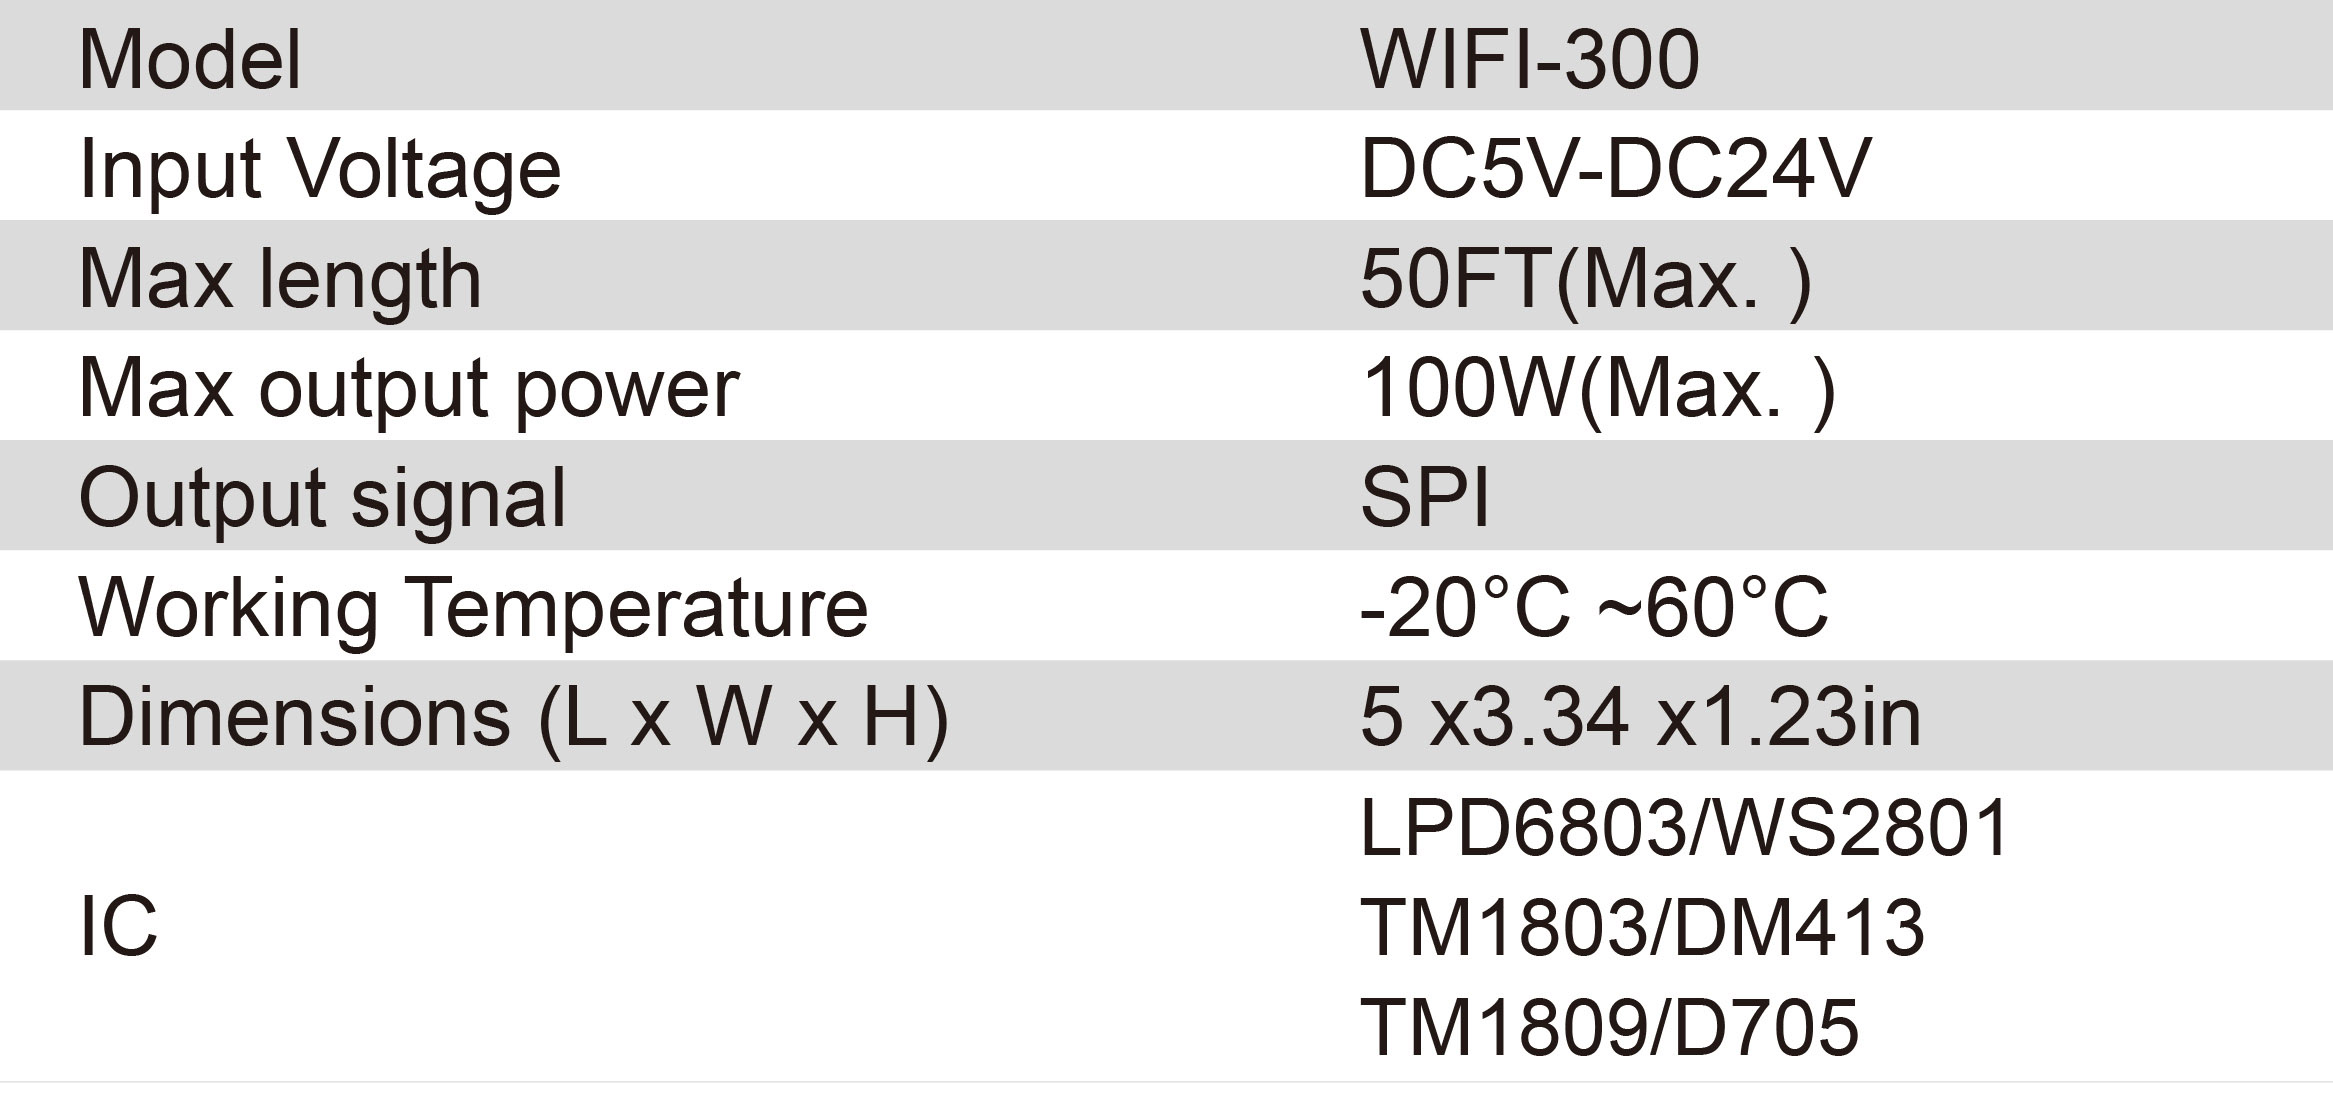 Model WIFI-300
Input Voltage DC5V-DC24V
Max length 50FT(Max. )
Max output power 100W(Max. )
Output signal SPI
Working Temperature -20°C ~60°C
Dimensions (L x W x H) 5 x3.34 x1.23in
LPD6803/WS2801
IC TM1803/DM413
TM1809/D705